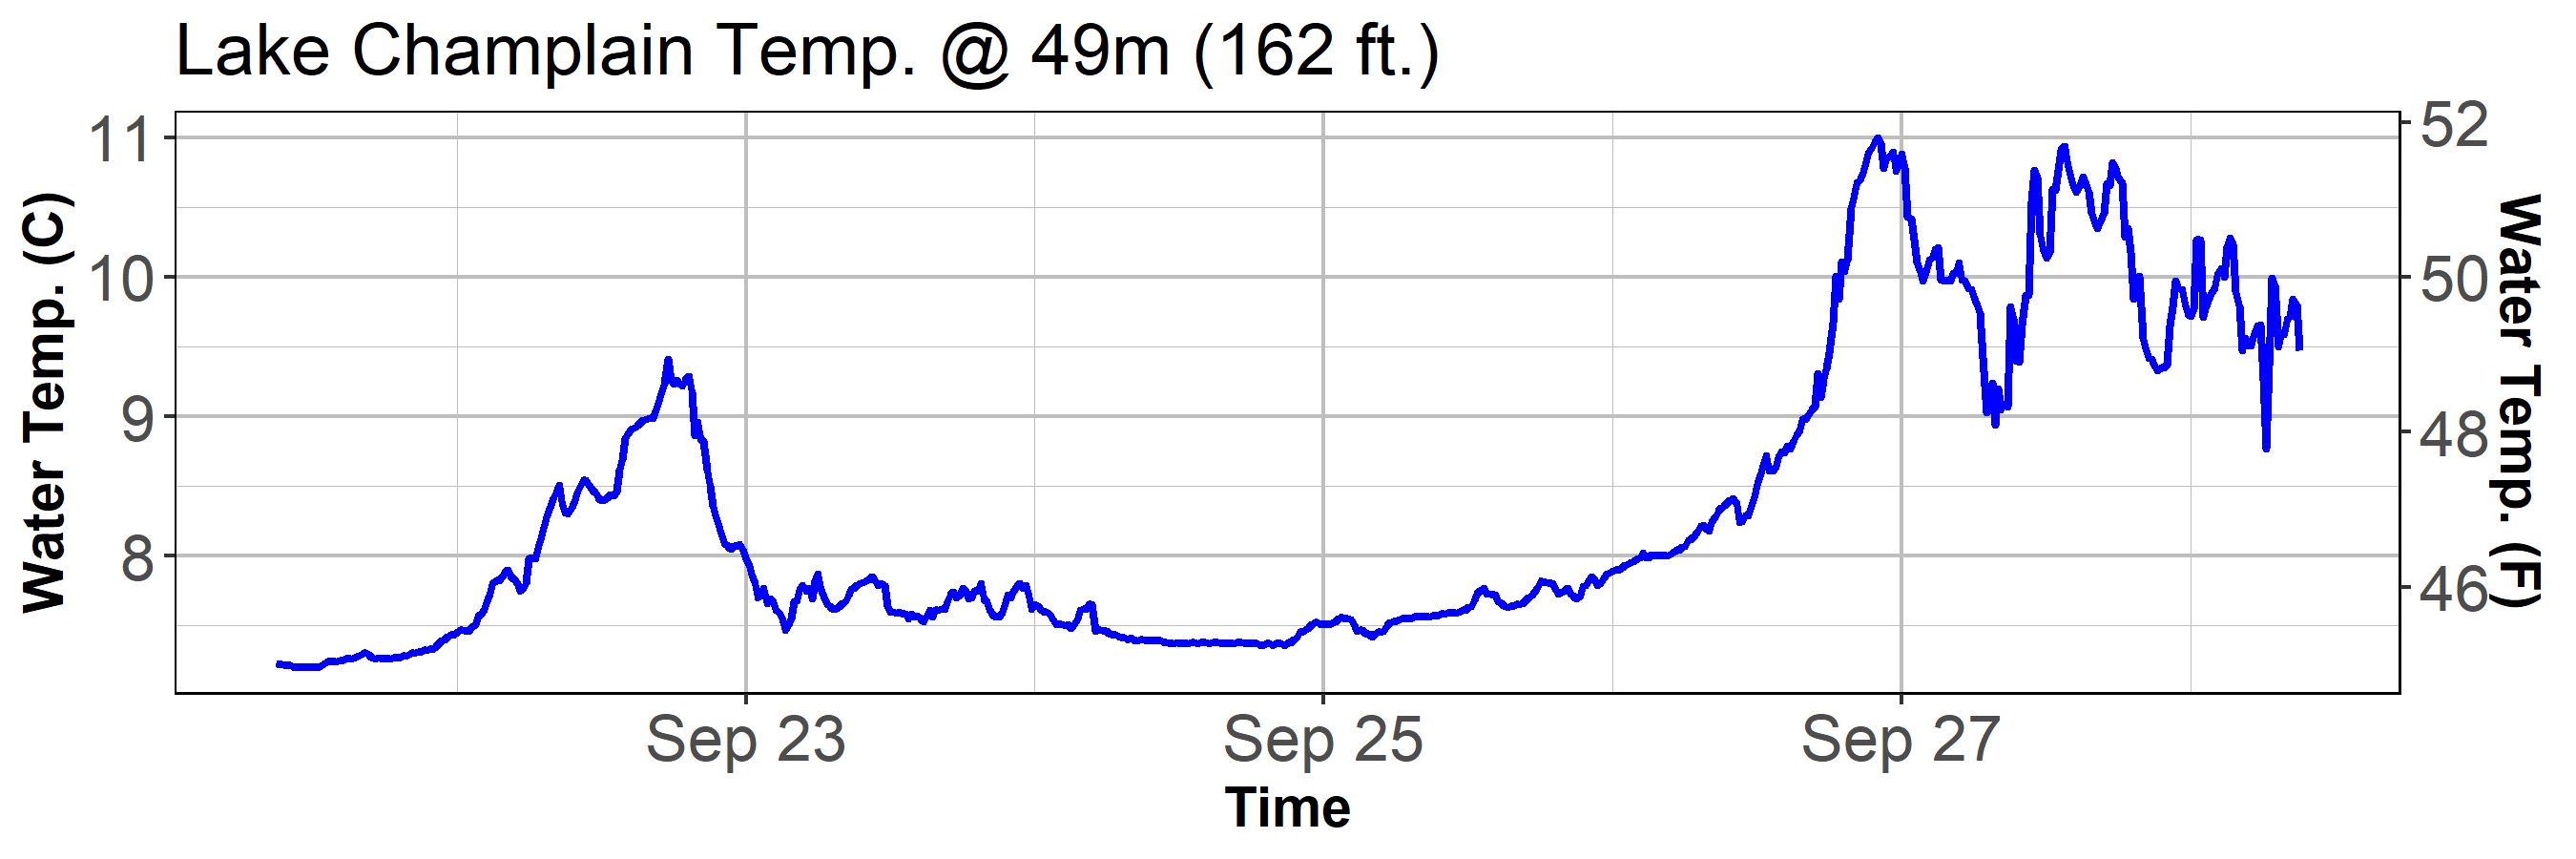 Lake Champlain Temp. @ 49m (162 ft.)
11
10
9
8
Water Temp. (C)
52
50
48
46
Water Temp. (F)
Sep 23
Sep 25
Sep 27
Time